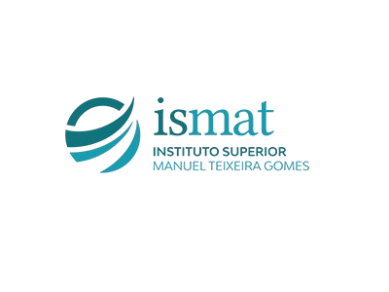 ismat
INSTITUTO SUPERIOR
MANUEL TEIXEIRA GOMES